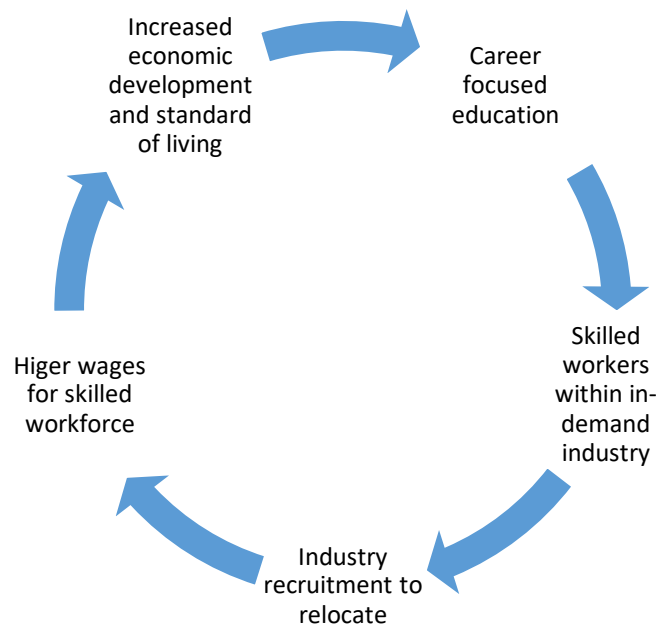 Increased
economic
development
and standard
of living
Career
focused
education
Skilled
workers
within in-
demand
industry
Industry
recruitment to
relocate
Higer wages
for skilled
workforce